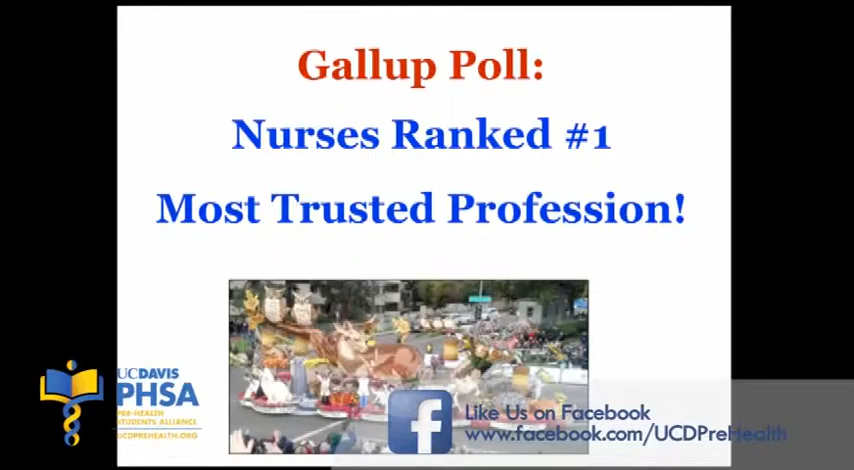 Gallup Poll:
Nurses Ranked #1
Most Trusted Profession!
UCDAVIS
PHSA
PRE-HEALTH
STUDENTS ALLIANCE
UCDPREHEALTH.ORG
f
Like Us on Facebook
www.facebook.com/UCDPreHealth